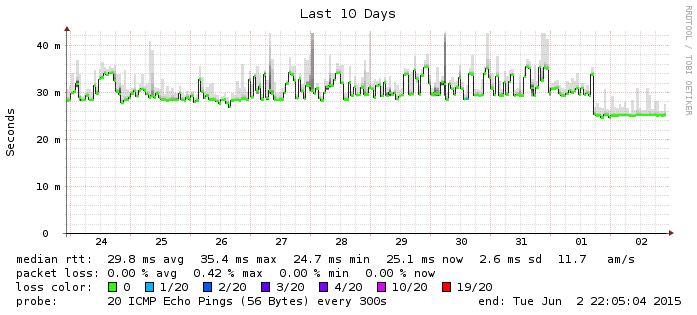 Last 10 Days
RRDTOOL / TOBI OETIKER
Seconds
40 m
30 m
20 m
10 m
0
24 25 26 27 28 29 30 31 01 02
median rtt: 29.8 ms avg 35.4 ms max 24.7 ms min 25.1 ms now 2.6 ms sd 11.7 am/s
packet loss: 0.00 % avg 0.42 % max 0.00 % min 0.00 % now
loss color: 0 1/20 2/20 3/20 4/20 10/20 19/20
probe: 20 ICMP Echo Pings (56 Bytes) every 300s end: Tue Jun 2 22:05:04 2015